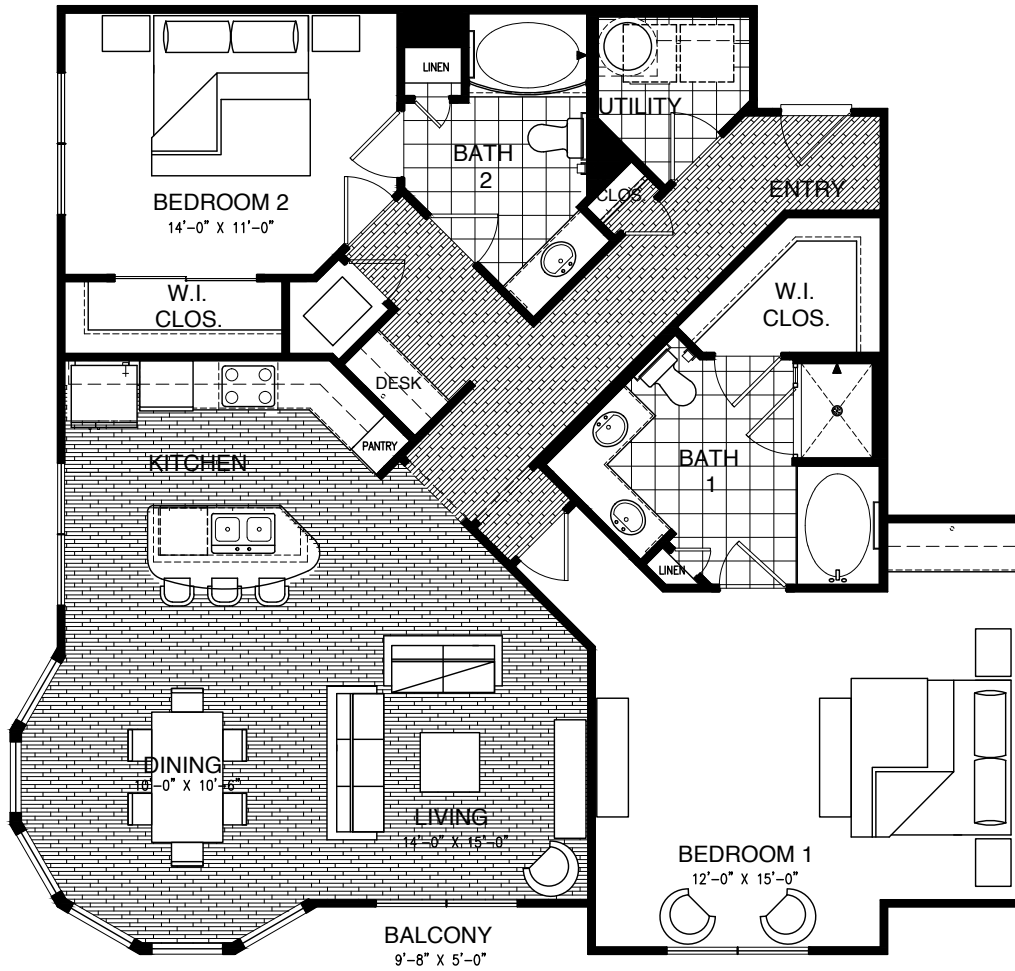 LINEN
UTILITY
BATH
2
BEDROOM 2
14'-0" X 11'-0"
CLOS.
ENTRY
W.I.
CLOS.
W.I.
CLOS.
DESK
PANTRY
KITCHEN
BATH
1
LINEN
DINING
10'-0" X 10'-6"
LIVING
14'-0" X 15'-0"
BEDROOM 1
12'-0" X 15'-0"
BALCONY
9'-8" X 5'-0"